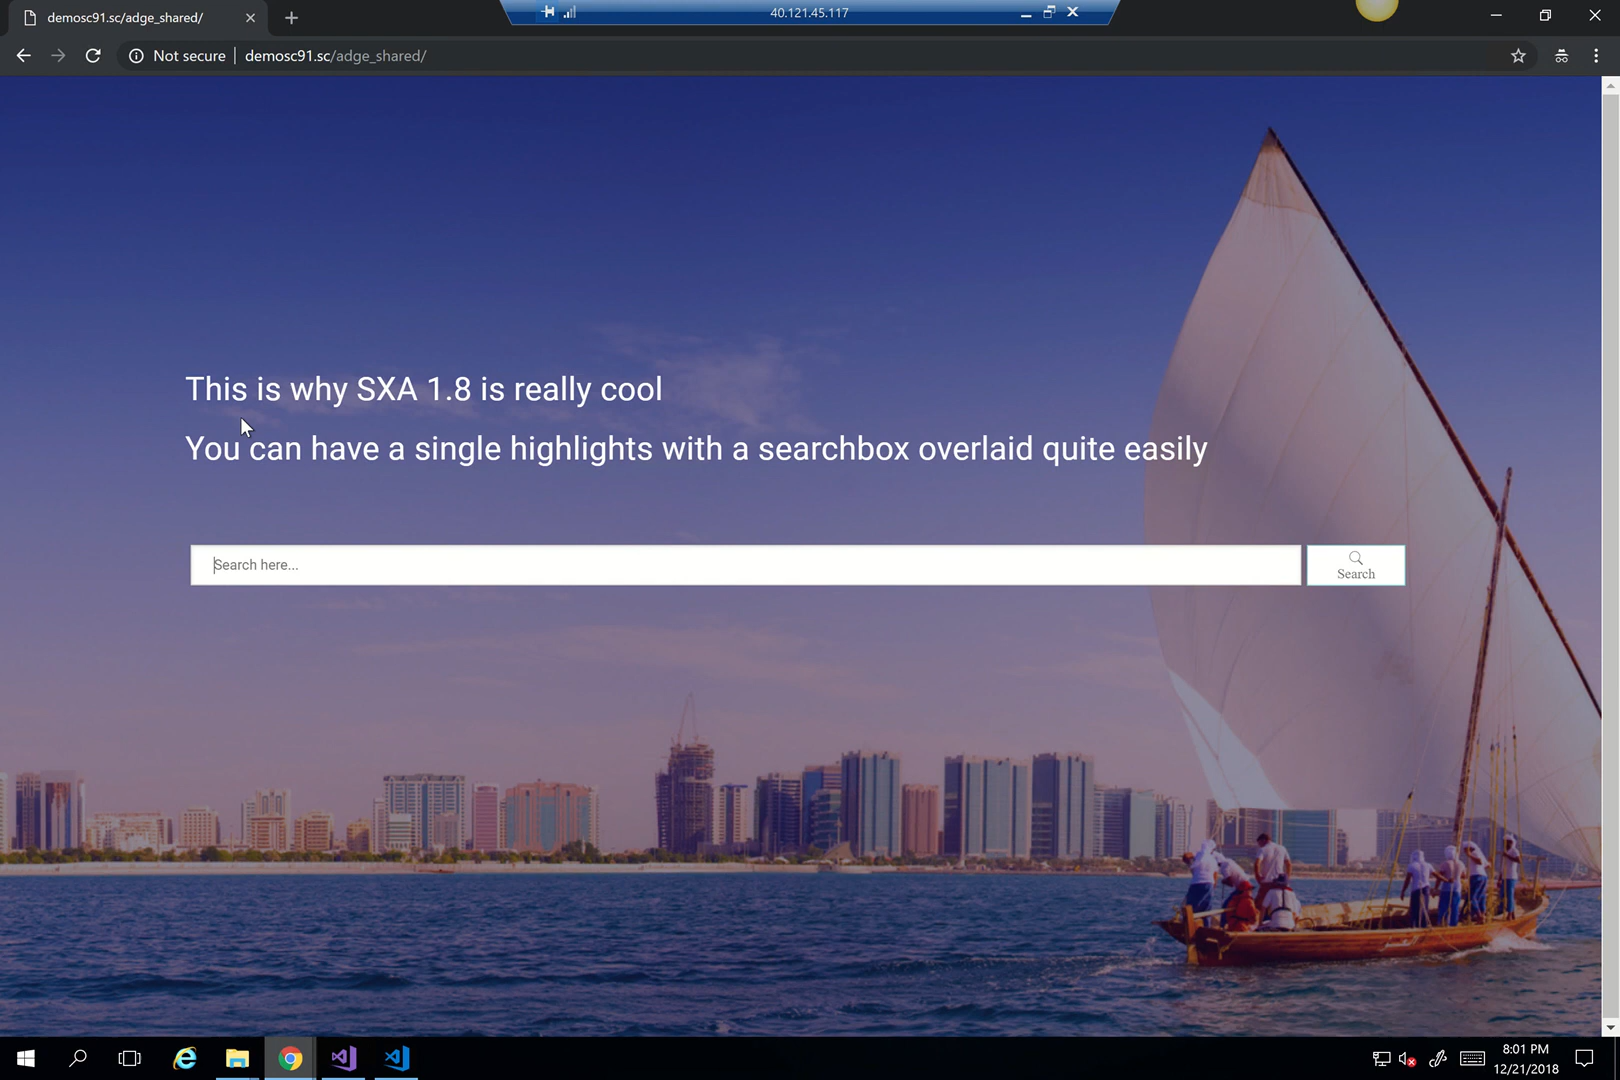 demosc91.sc/adge_shared/
40.121.45.117
Not secure
demosc91.sc/adge_shared/
This is why SXA 1.8 is really cool
You can have a single highlights with a searchbox overlaid quite easily
Search here...
Search
8:01 PM
12/21/2018